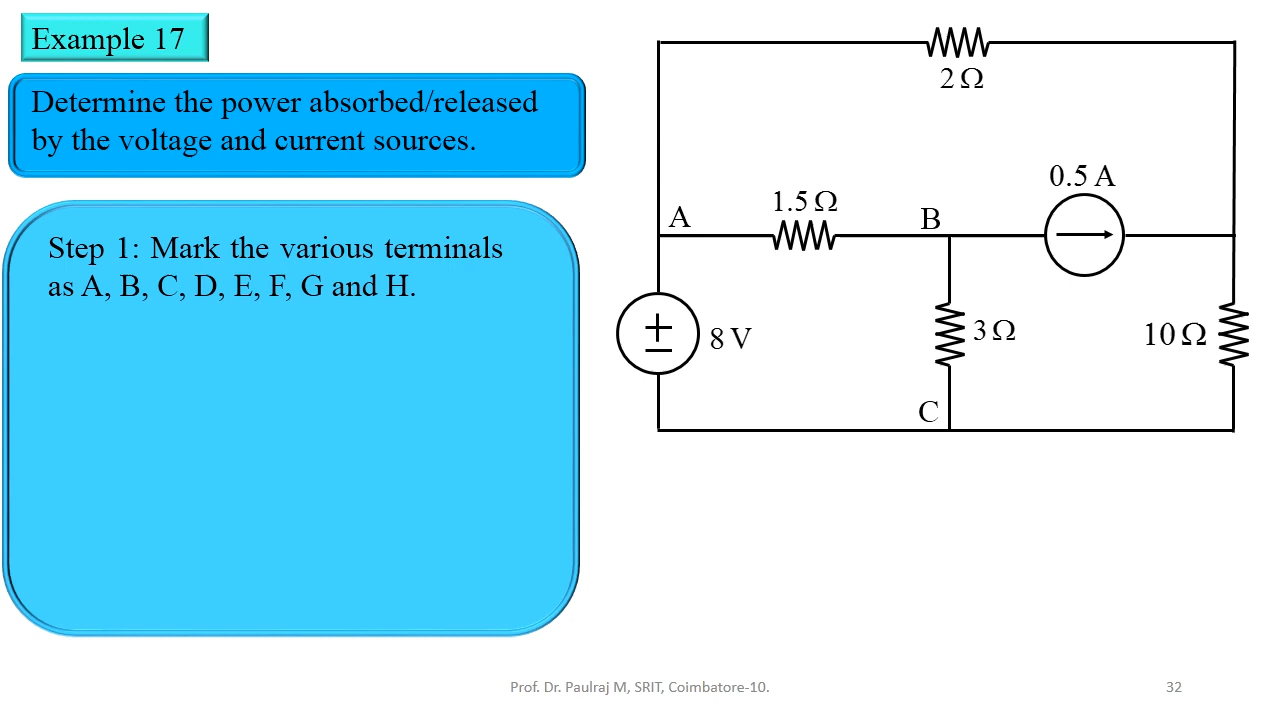 Example 17
Determine the power absorbed/released
by the voltage and current sources.
Step 1: Mark the various terminals
as A, B, C, D, E, F, G and H.
2 Ω
0.5 A
1.5 Ω
A
B
8 V
3 Ω
10 Ω
C
Prof. Dr. Paulraj M, SRIT, Coimbatore-10.
32